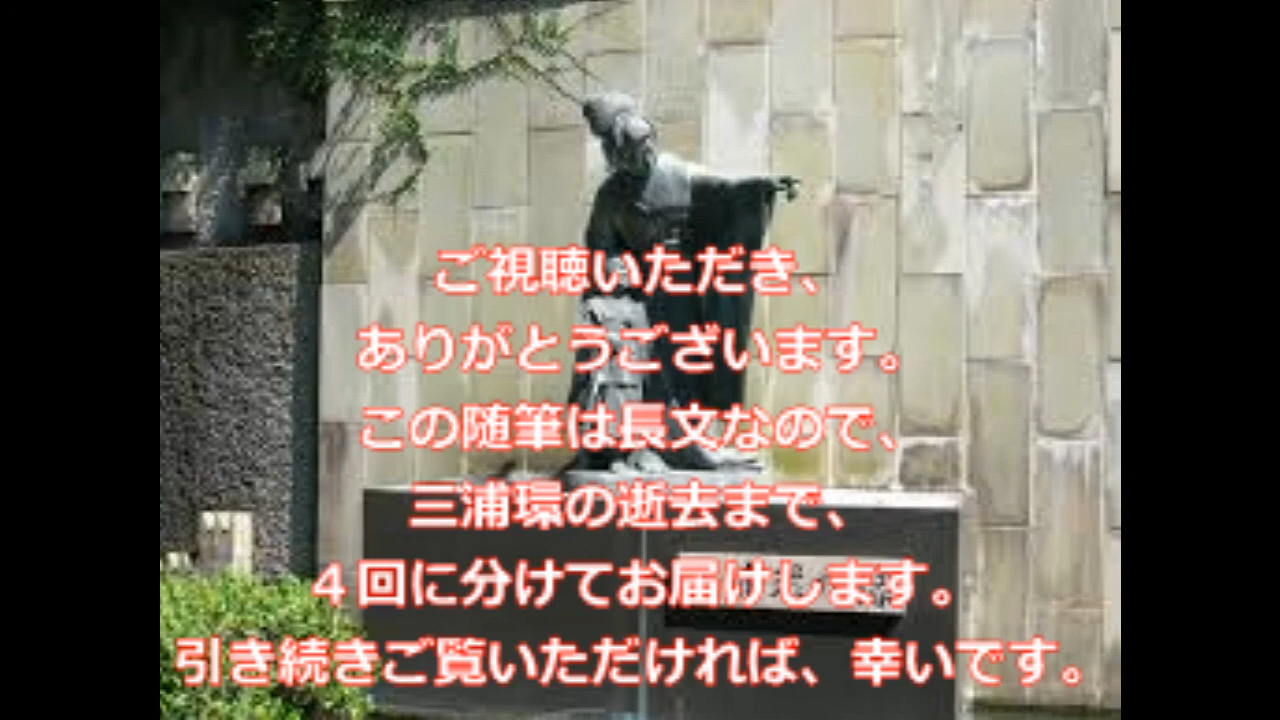 ご視聴いただき、
ありがとうございます。
この随筆は長文なので、
三浦環の逝去まで、
４回に分けてお届けします。
引き続きご覧いただければ、幸いです。